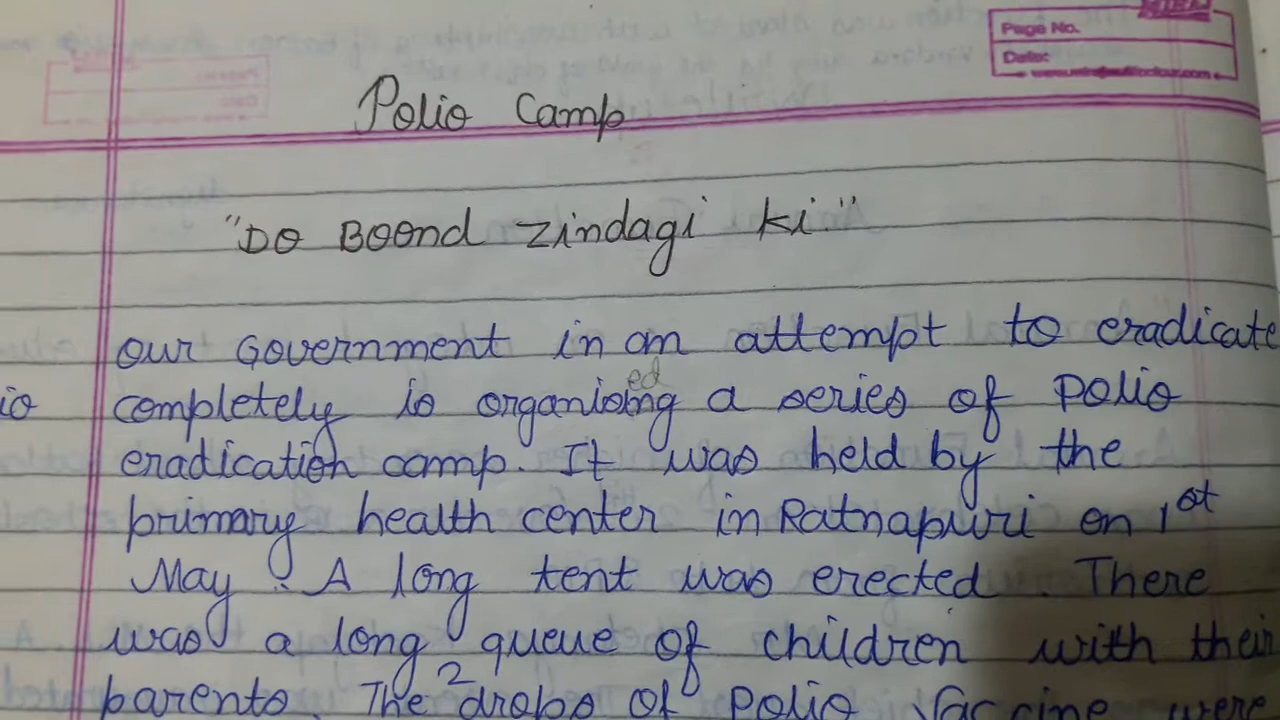 Page No.
Date:
Polio Camp
"DO BOOND Zindagi ki"
our Government in an attempt to eradicate
io completely is organising ed a series of Polio
eradication camp. It was held by the
primary health center in Ratnapuri on 1st
May. A long tent was erected. There
was a long queue of children with their
parents. The 2 drops of Polio Vaccine were